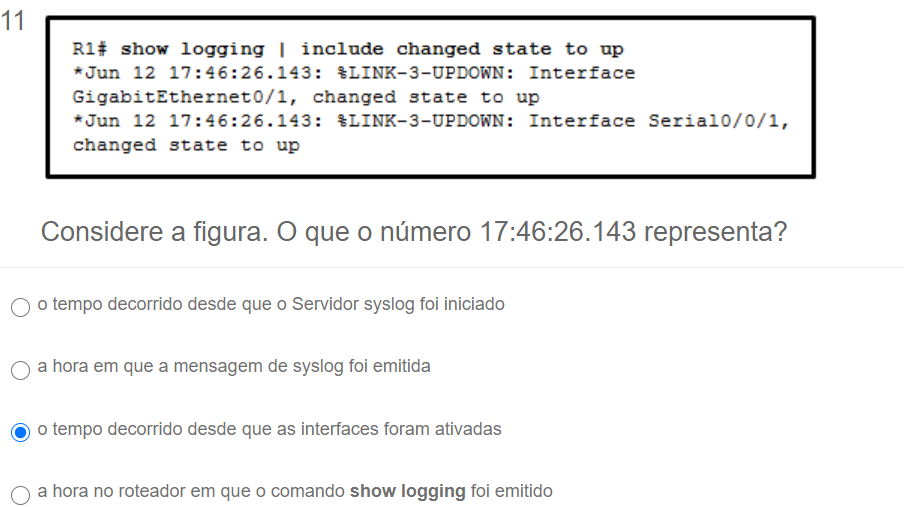 11
R1# show logging | include changed state to up
*Jun 12 17:46:26.143: %LINK-3-UPDOWN: Interface
GigabitEthernet0/1, changed state to up
*Jun 12 17:46:26.143: %LINK-3-UPDOWN: Interface Serial0/0/1,
changed state to up
Considere a figura. O que o número 17:46:26.143 representa?
o tempo decorrido desde que o Servidor syslog foi iniciado
a hora em que a mensagem de syslog foi emitida
o tempo decorrido desde que as interfaces foram ativadas
a hora no roteador em que o comando show logging foi emitido